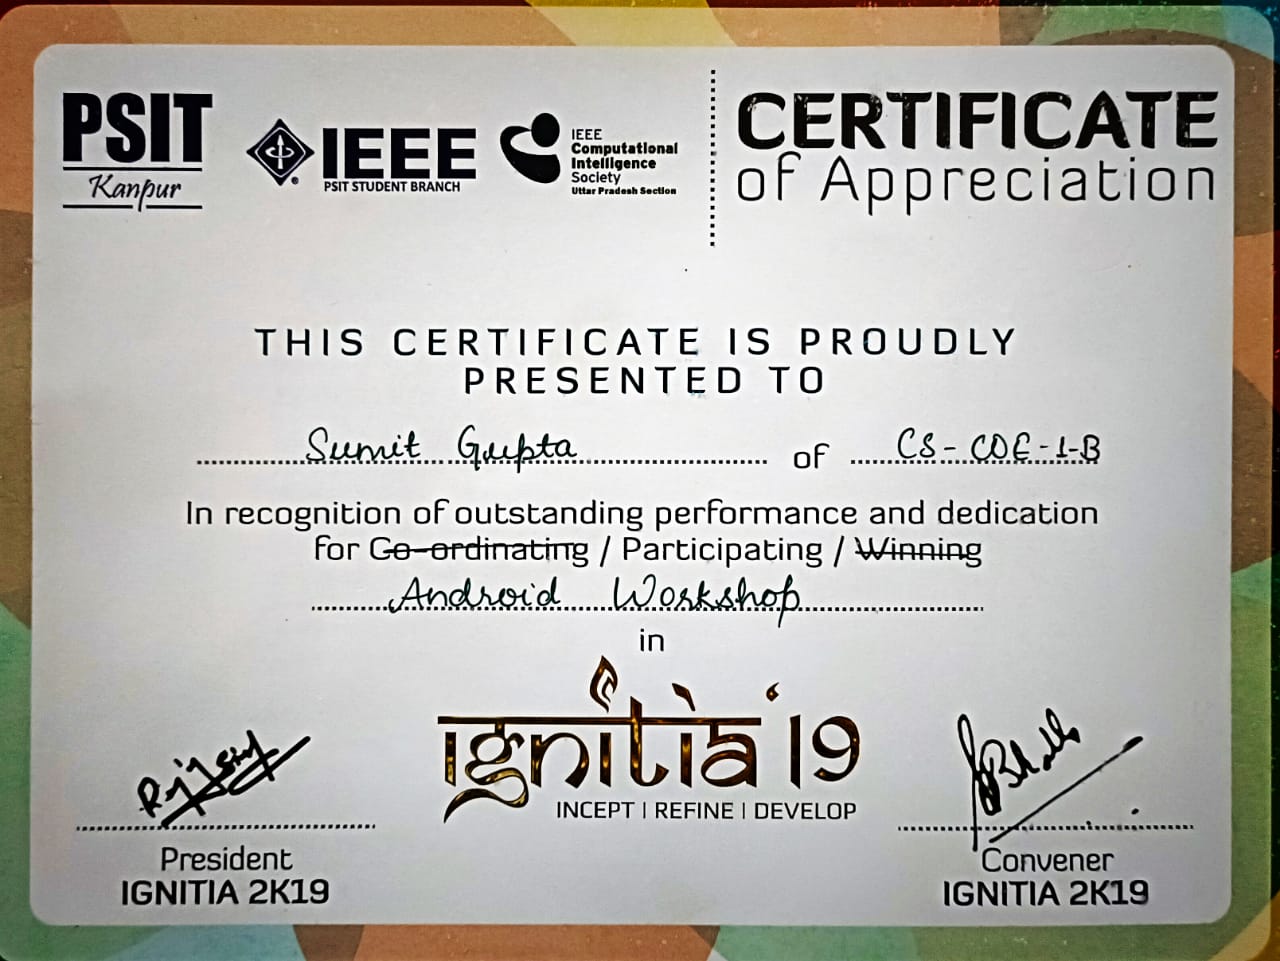 PSIT
Kanpur
IEEE
PSIT STUDENT BRANCH
IEEE
Computational
Intelligence
Society
Uttar Pradesh Section
CERTIFICATE
of Appreciation
THIS CERTIFICATE IS PROUDLY
PRESENTED TO
Sumit Gupta of CS-COE-1-B
In recognition of outstanding performance and dedication
for Co-ordinating / Participating / Winning
Android Workshop
in
ignitia '19
INCEPT | REFINE | DEVELOP
President
IGNITIA 2K19
Convener
IGNITIA 2K19